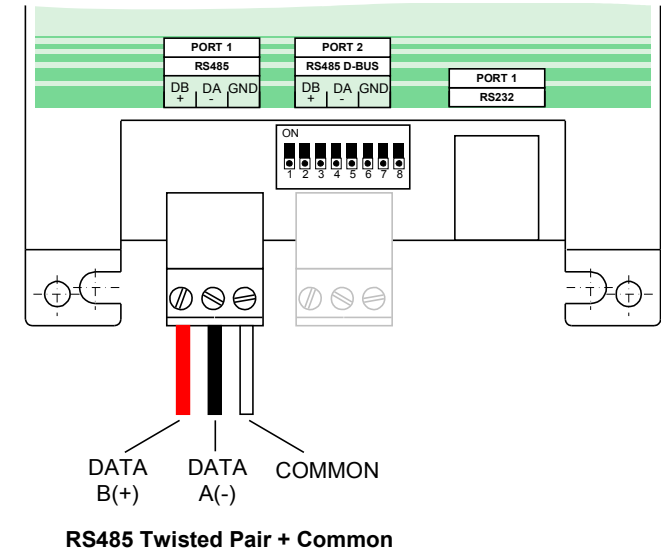 PORT 1
RS485
DB DA GND
+ -
PORT 2
RS485 D-BUS
DB DA GND
+ -
PORT 1
RS232
ON
1 2 3 4 5 6 7 8
DATA
B(+)
DATA
A(-)
COMMON
RS485 Twisted Pair + Common